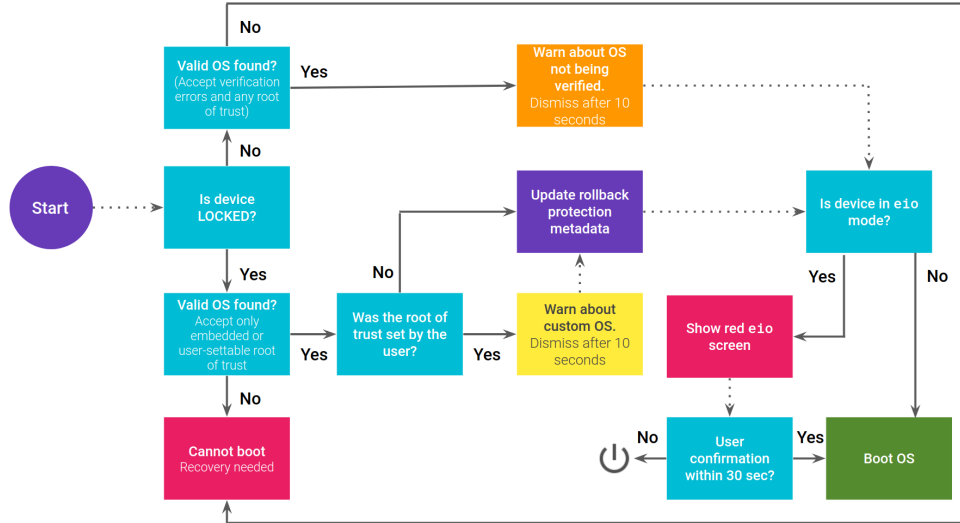 No
Valid OS found?
(Accept verification
errors and any root
of trust)
Yes
Warn about OS
not being
verified.
Dismiss after 10
seconds
No
Start
Is device
LOCKED?
Update rollback
protection
metadata
Is device in eio
mode?
Yes
No
Yes
No
Valid OS found?
Accept only
embedded or
user-settable root
of trust
Yes
Was the root of
trust set by the
user?
Yes
Warn about
custom OS.
Dismiss after 10
seconds
Show red eio
screen
No
Cannot boot
Recovery needed
No
User
confirmation
within 30 sec?
Yes
Boot OS